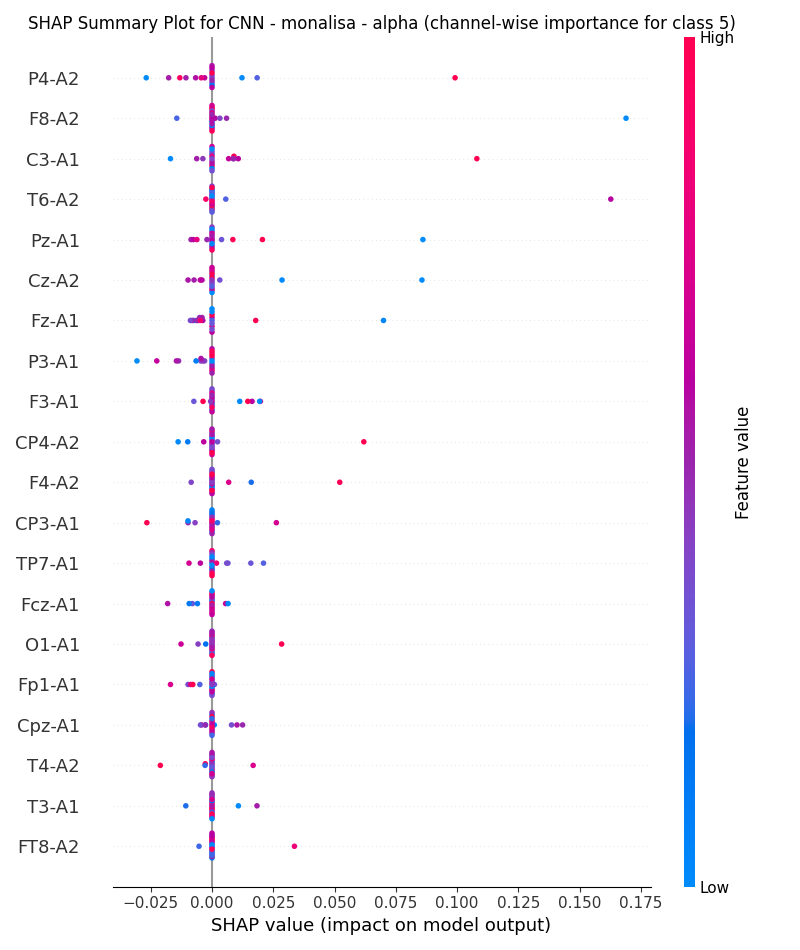 SHAP Summary Plot for CNN - monalisa - alpha (channel-wise importance for class 5)
High
P4-A2
F8-A2
C3-A1
T6-A2
Pz-A1
Cz-A2
Fz-A1
P3-A1
F3-A1
CP4-A2
F4-A2
CP3-A1
TP7-A1
Fcz-A1
O1-A1
Fp1-A1
Cpz-A1
T4-A2
T3-A1
FT8-A2
Feature value
Low
−0.025 0.000 0.025 0.050 0.075 0.100 0.125 0.150 0.175
SHAP value (impact on model output)